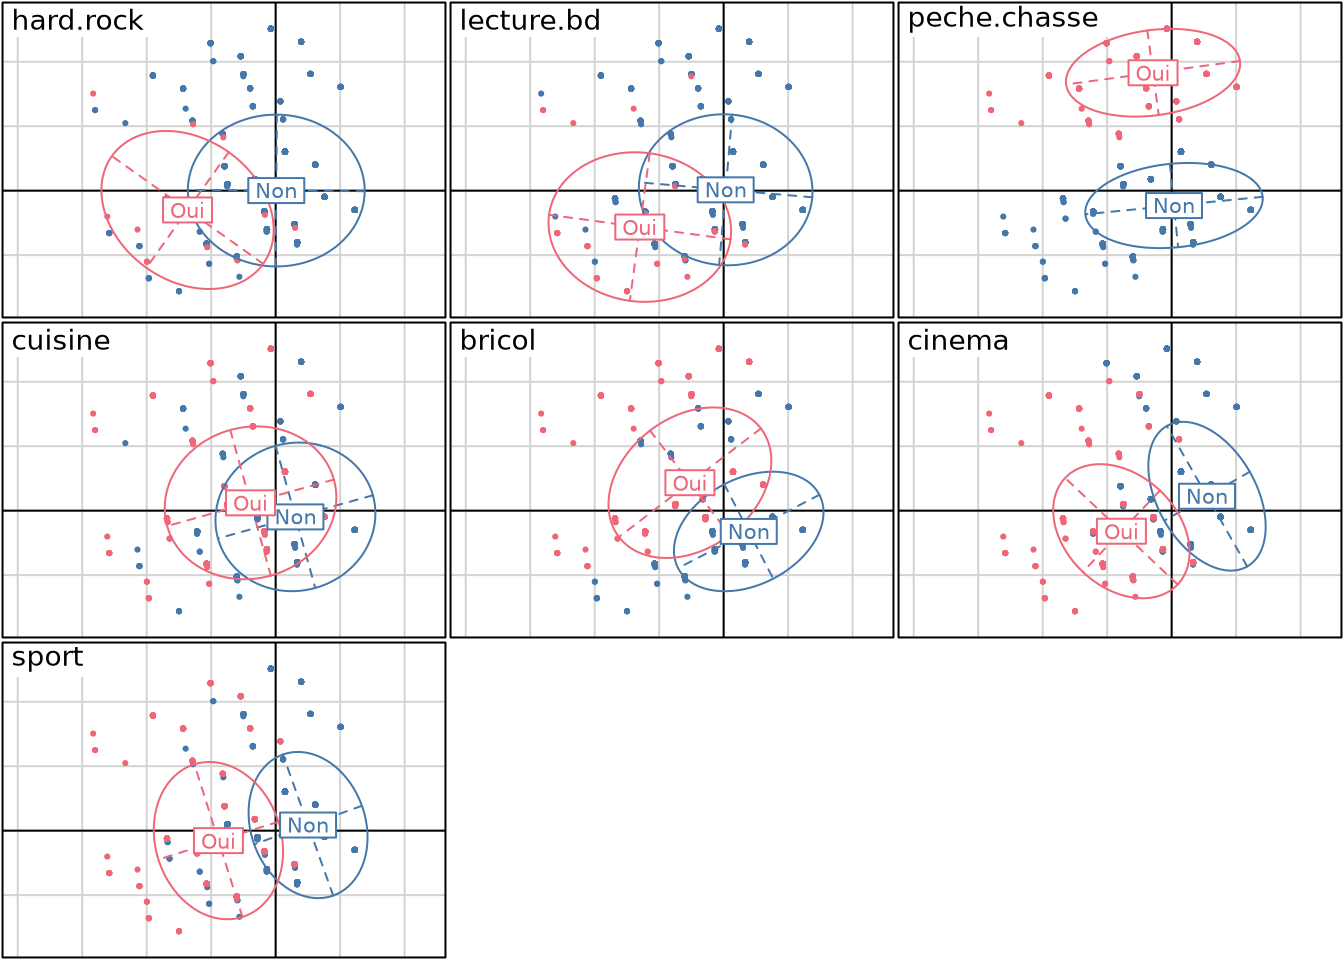 hard.rock
Non
Oui
lecture.bd
Non
Oui
peche.chasse
Oui
Non
cuisine
Oui
Non
bricol
Oui
Non
cinema
Non
Oui
sport
Non
Oui